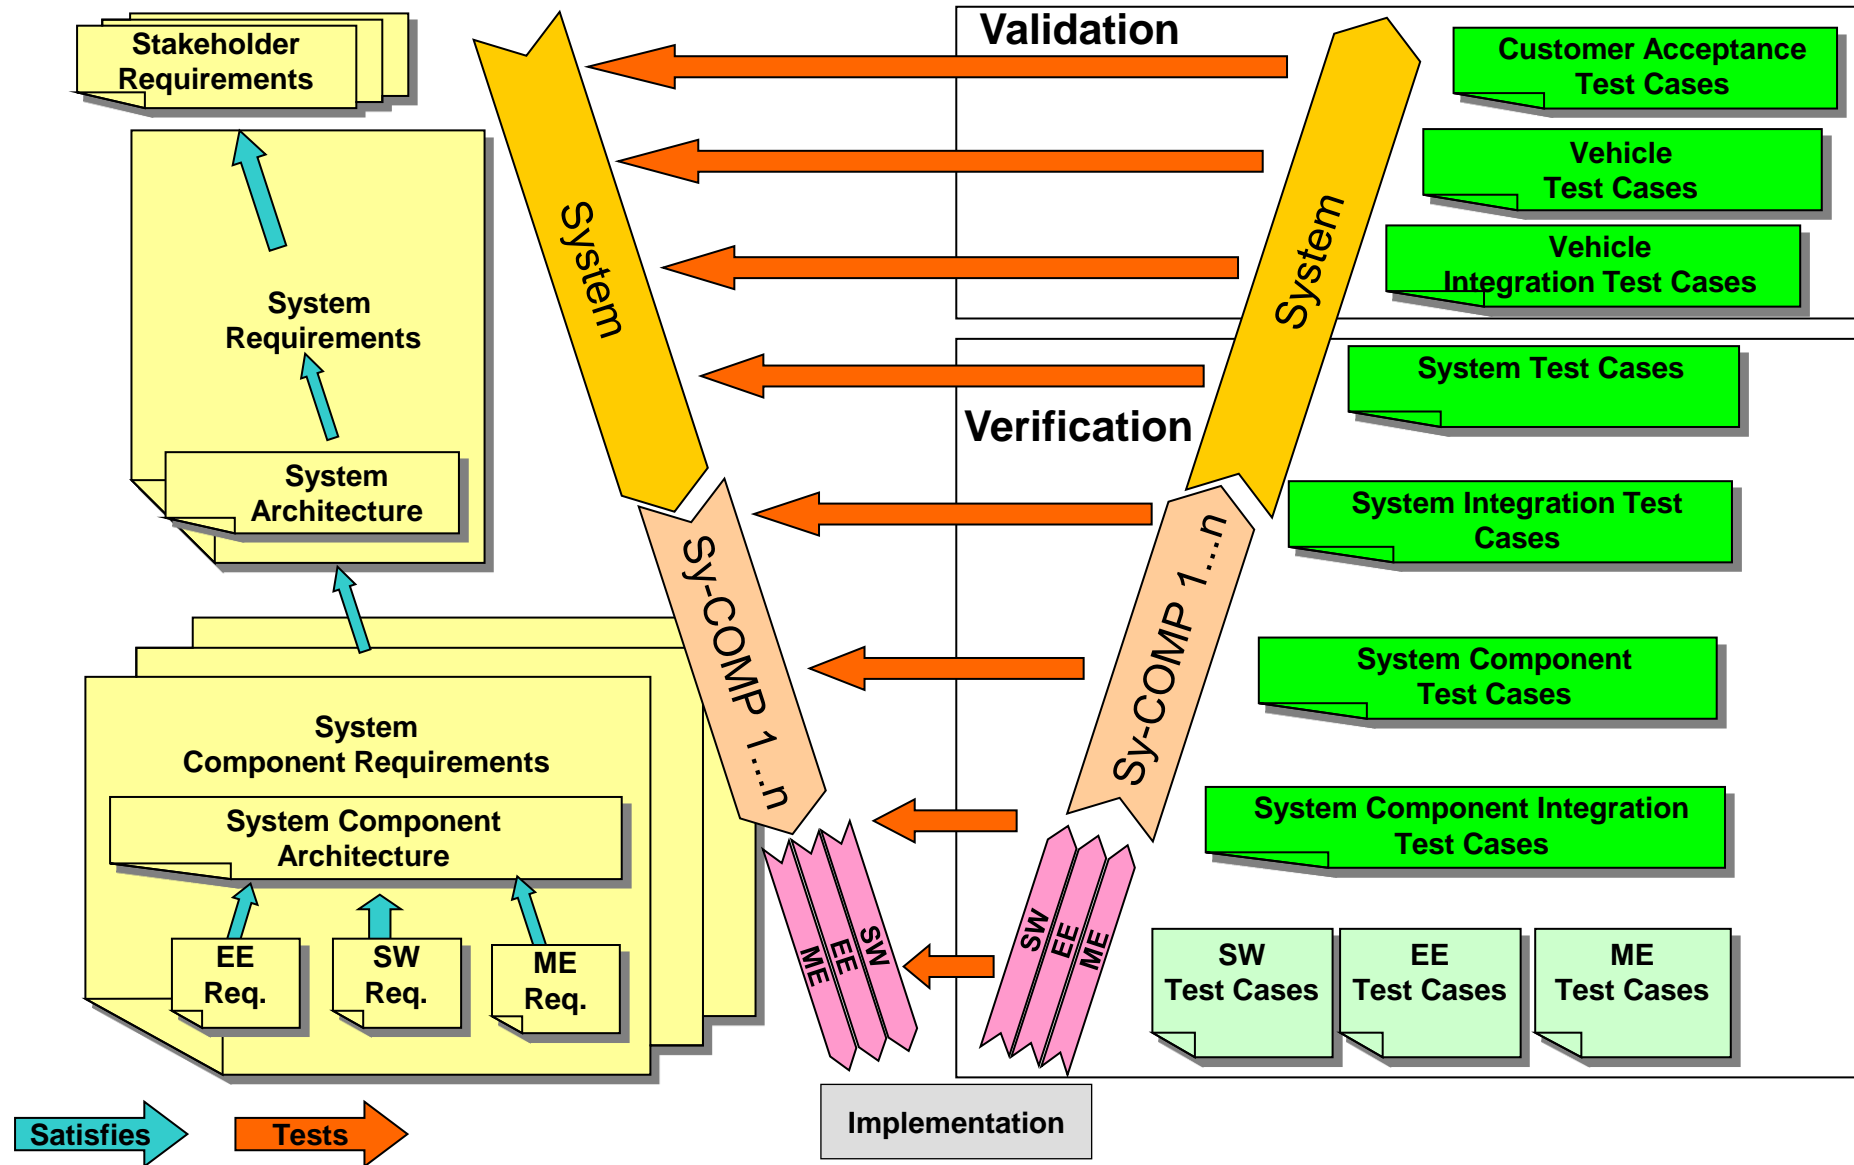 Stakeholder
Requirements
System
Requirements
System
Architecture
System
Component Requirements
System Component
Architecture
EE
Req.
SW
Req.
ME
Req.
Satisfies
Tests
System
Sy-COMP 1...n
ME
EE
SW
Implementation
Validation
Verification
System
Sy-COMP 1...n
SW
EE
ME
Customer Acceptance
Test Cases
Vehicle
Test Cases
Vehicle
Integration Test Cases
System Test Cases
System Integration Test
Cases
System Component
Test Cases
System Component Integration
Test Cases
SW
Test Cases
EE
Test Cases
ME
Test Cases